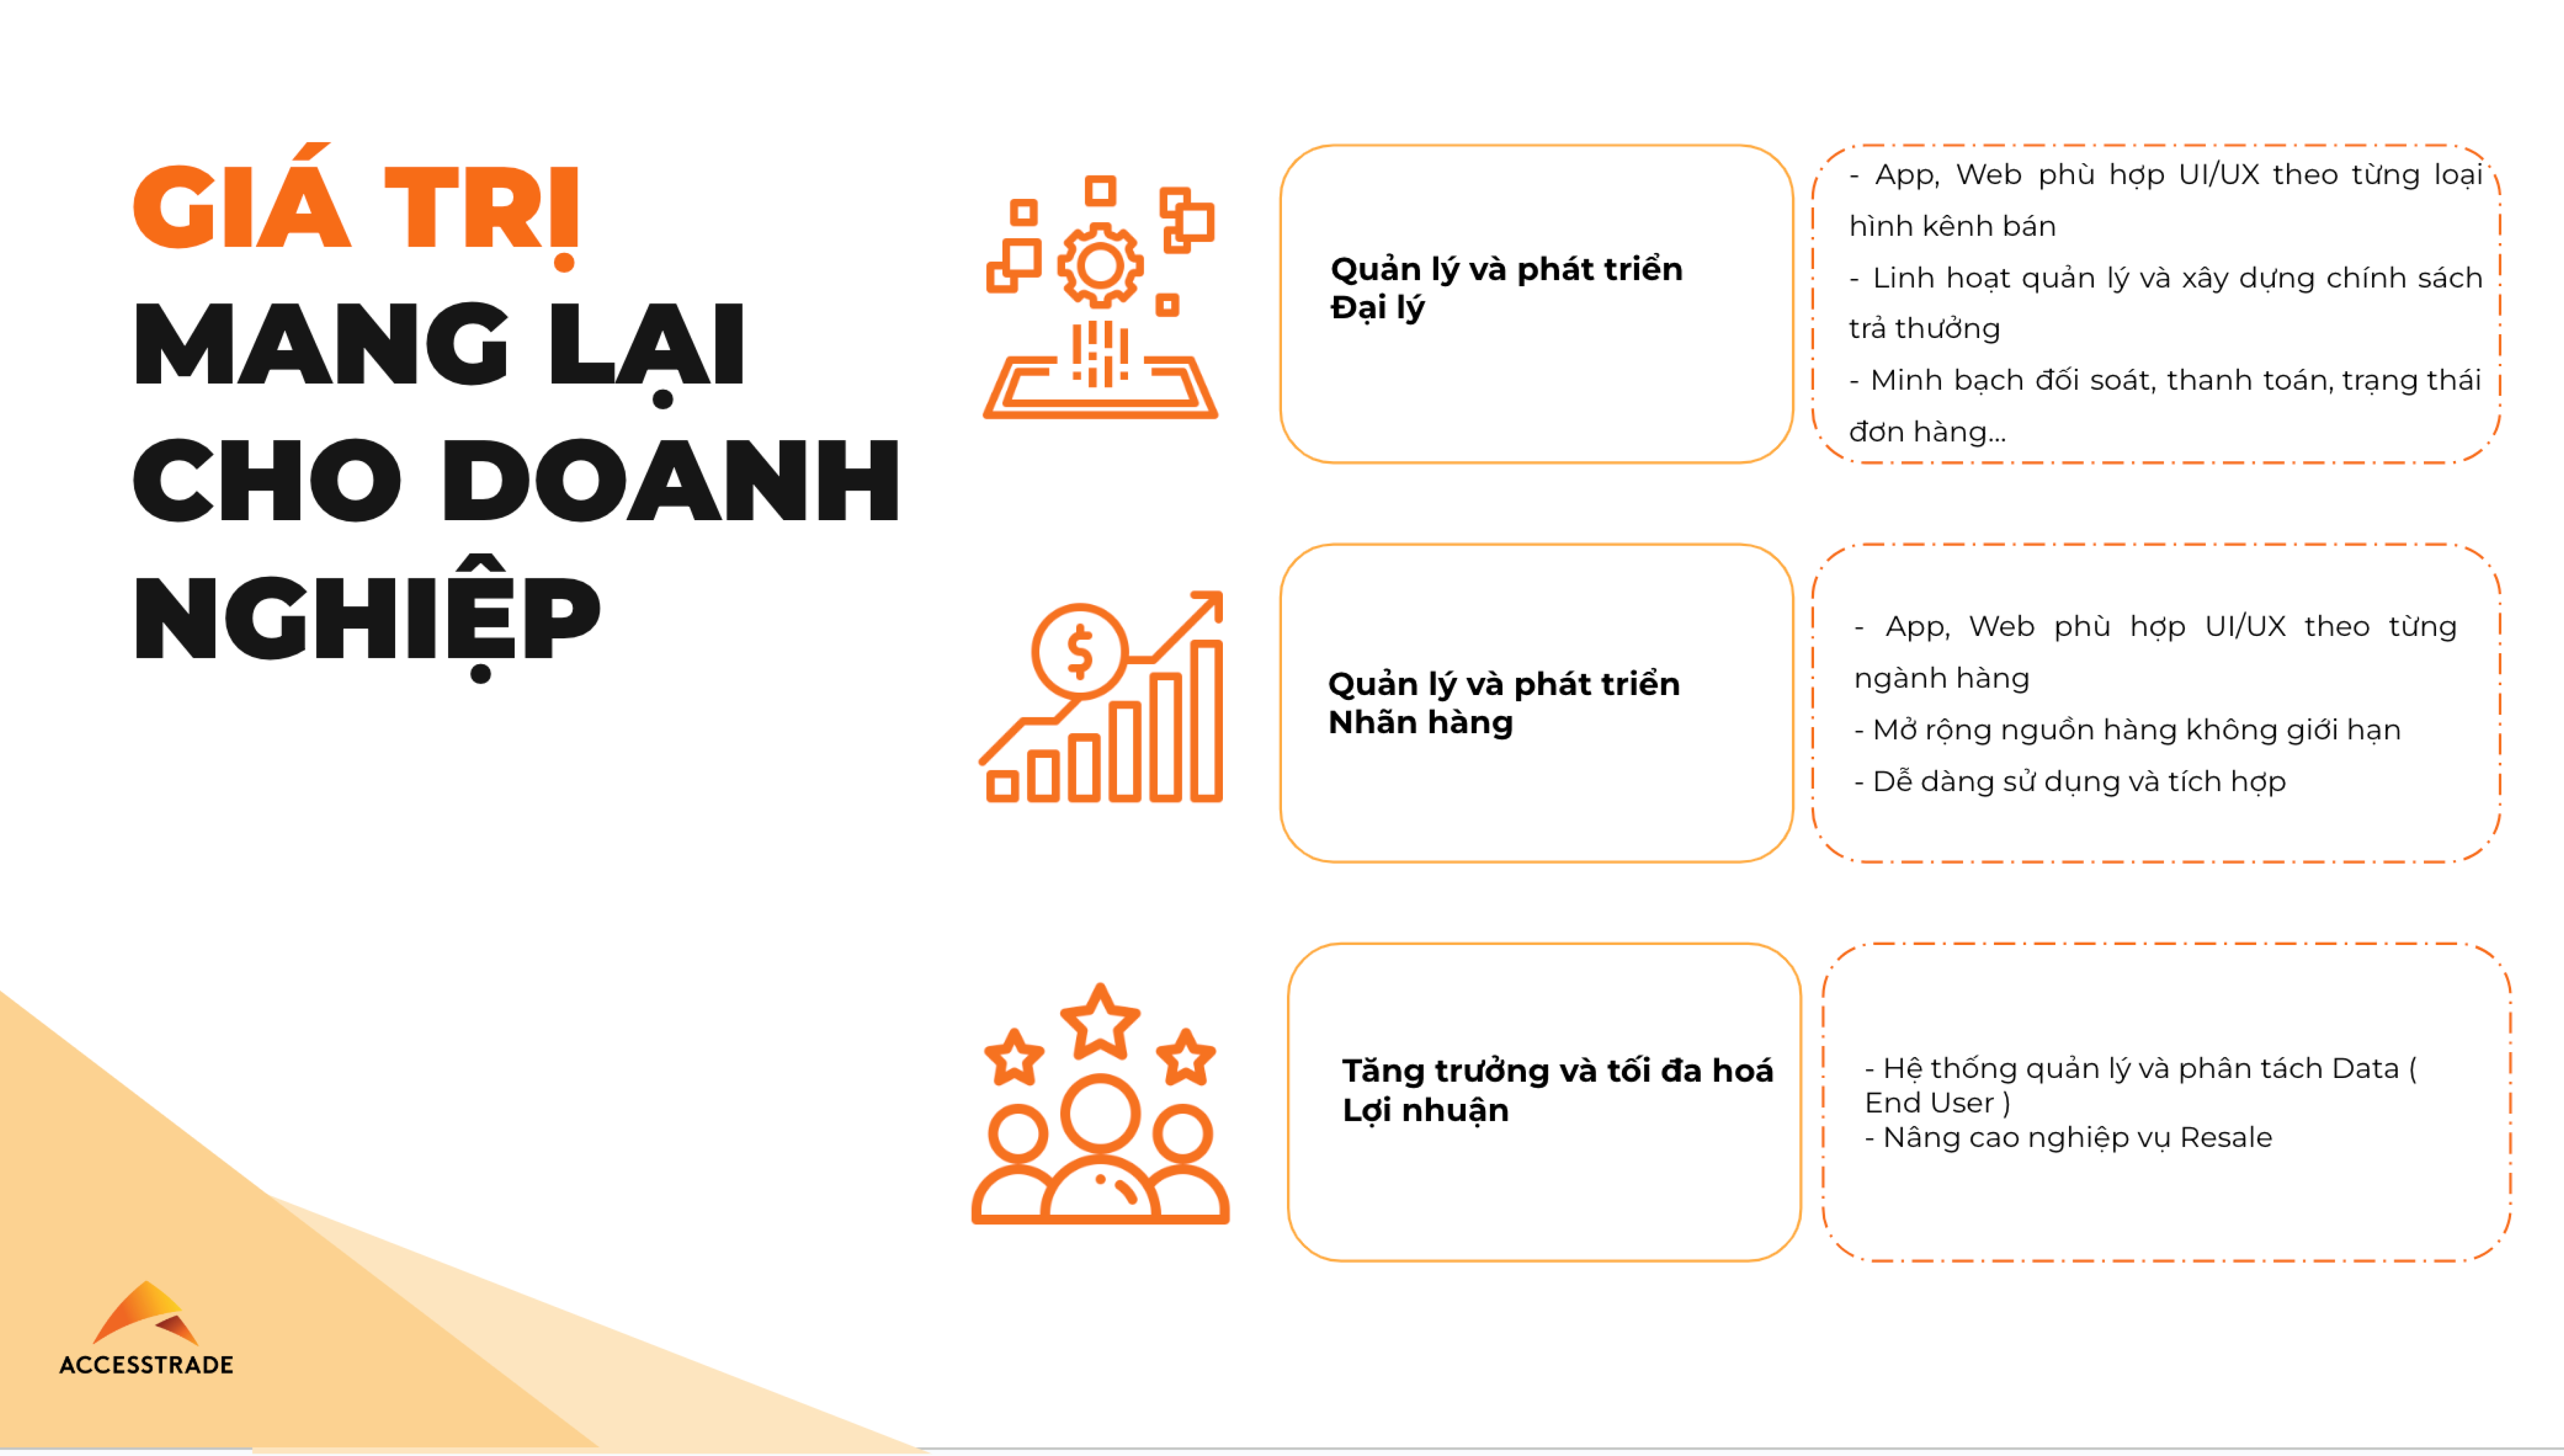 GIÁ TRỊ
MANG LẠI
CHO DOANH
NGHIỆP
Quản lý và phát triển
Đại lý
- App, Web phù hợp UI/UX theo từng loại
hình kênh bán
- Linh hoạt quản lý và xây dựng chính sách
trả thưởng
- Minh bạch đối soát, thanh toán, trạng thái
đơn hàng...
Quản lý và phát triển
Nhãn hàng
- App, Web phù hợp UI/UX theo từng
ngành hàng
- Mở rộng nguồn hàng không giới hạn
- Dễ dàng sử dụng và tích hợp
Tăng trưởng và tối đa hoá
Lợi nhuận
- Hệ thống quản lý và phân tách Data (
End User )
- Nâng cao nghiệp vụ Resale
$
ACCESSTRADE